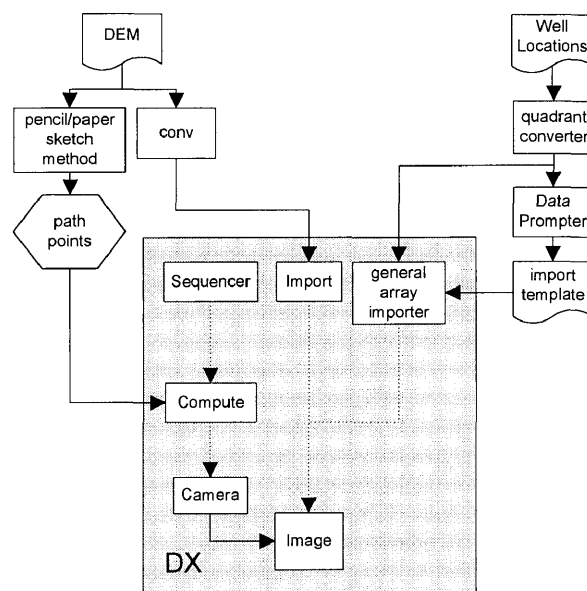 DEM
Well
Locations
pencil/paper
sketch
method
conv
quadrant
converter
path
points
Data
Prompter
Sequencer
Import
general
array
importer
import
template
Compute
Camera
Image
DX